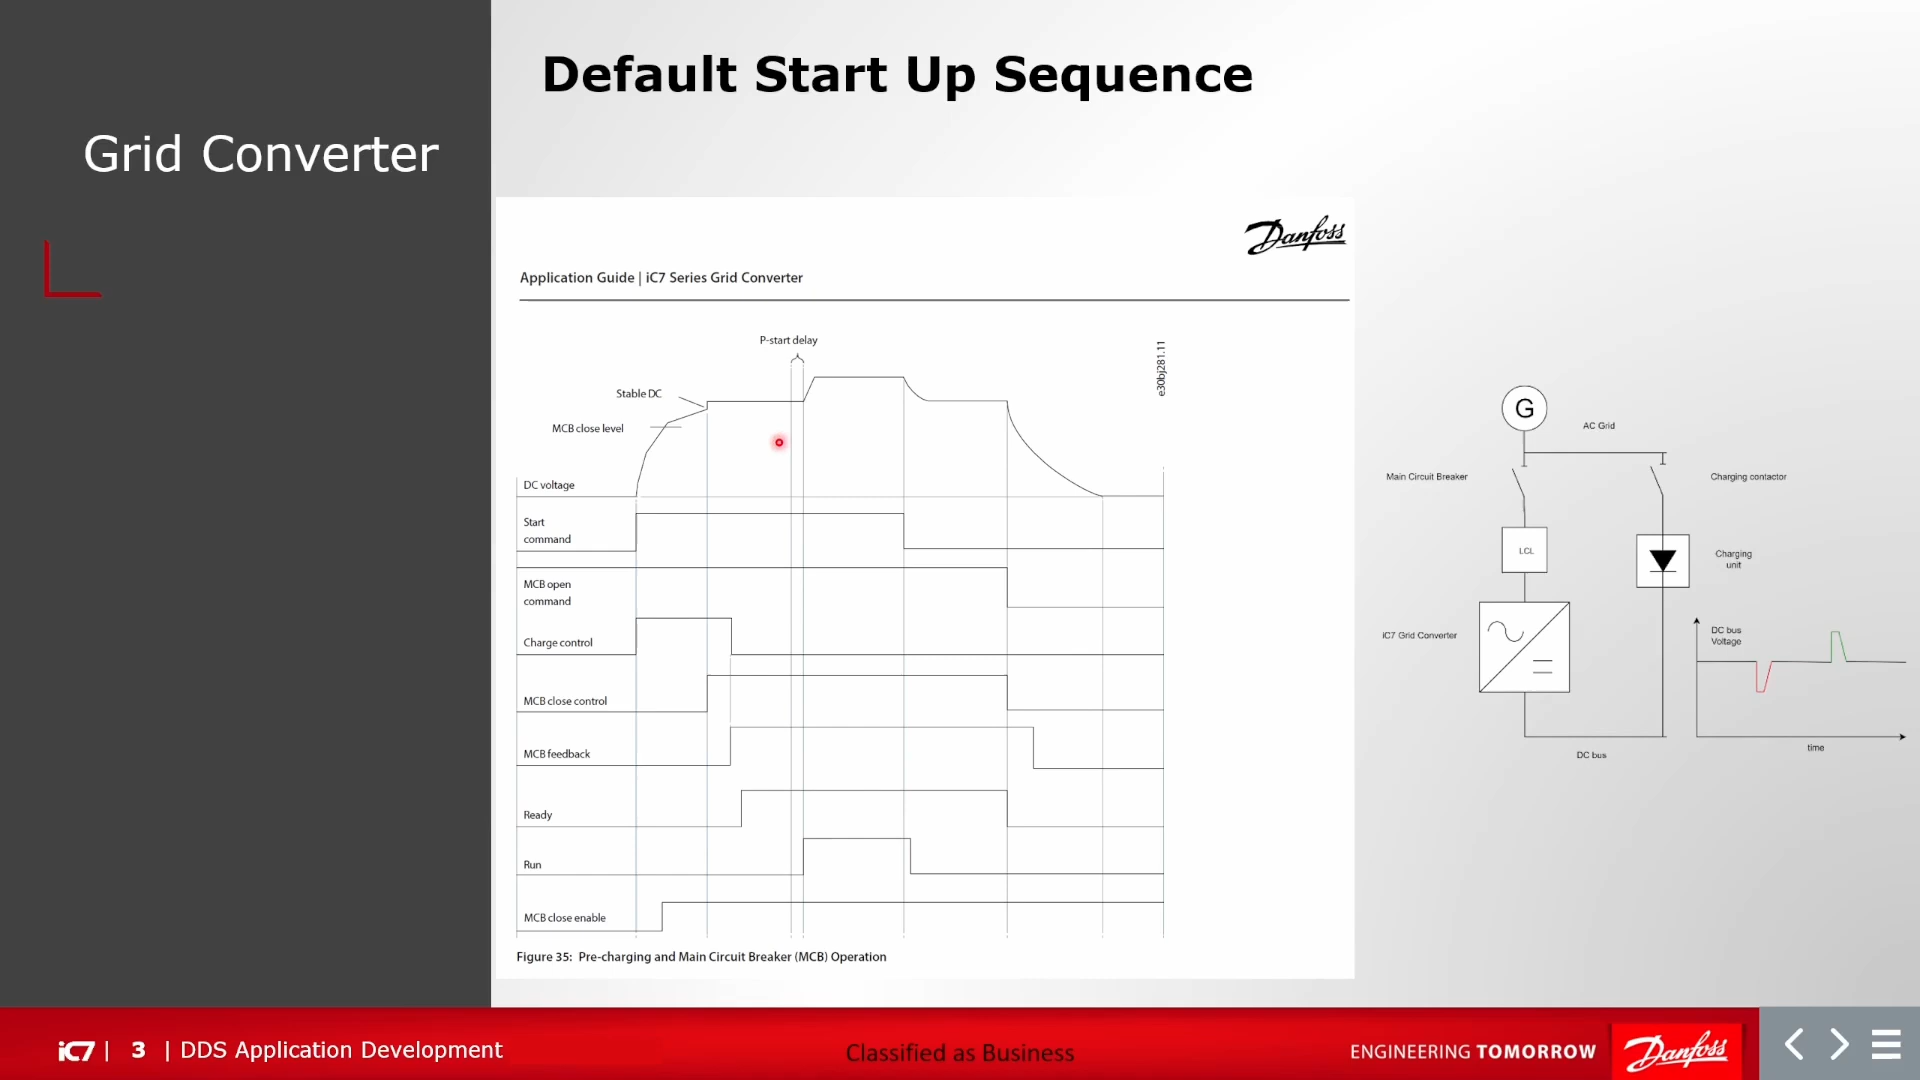 Default Start Up Sequence
Grid Converter
Danfoss
Application Guide | iC7 Series Grid Converter
P-start delay
e30bj281.11
Stable DC
MCB close level
DC voltage
Start
command
MCB open
command
Charge control
MCB close control
MCB feedback
Ready
Run
MCB close enable
Figure 35: Pre-charging and Main Circuit Breaker (MCB) Operation
G
AC Grid
Main Circuit Breaker
Charging contactor
LCL
Charging
unit
iC7 Grid Converter
DC bus
Voltage
time
DC bus
iC7 | 3 | DDS Application Development
Classified as Business
ENGINEERING TOMORROW
Danfoss